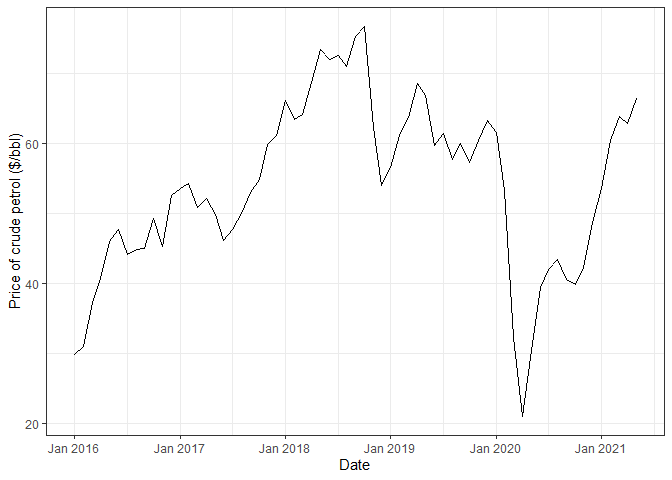 Price of crude petrol ($/bbl)
60
40
20
Jan 2016
Jan 2017
Jan 2018
Jan 2019
Jan 2020
Jan 2021
Date